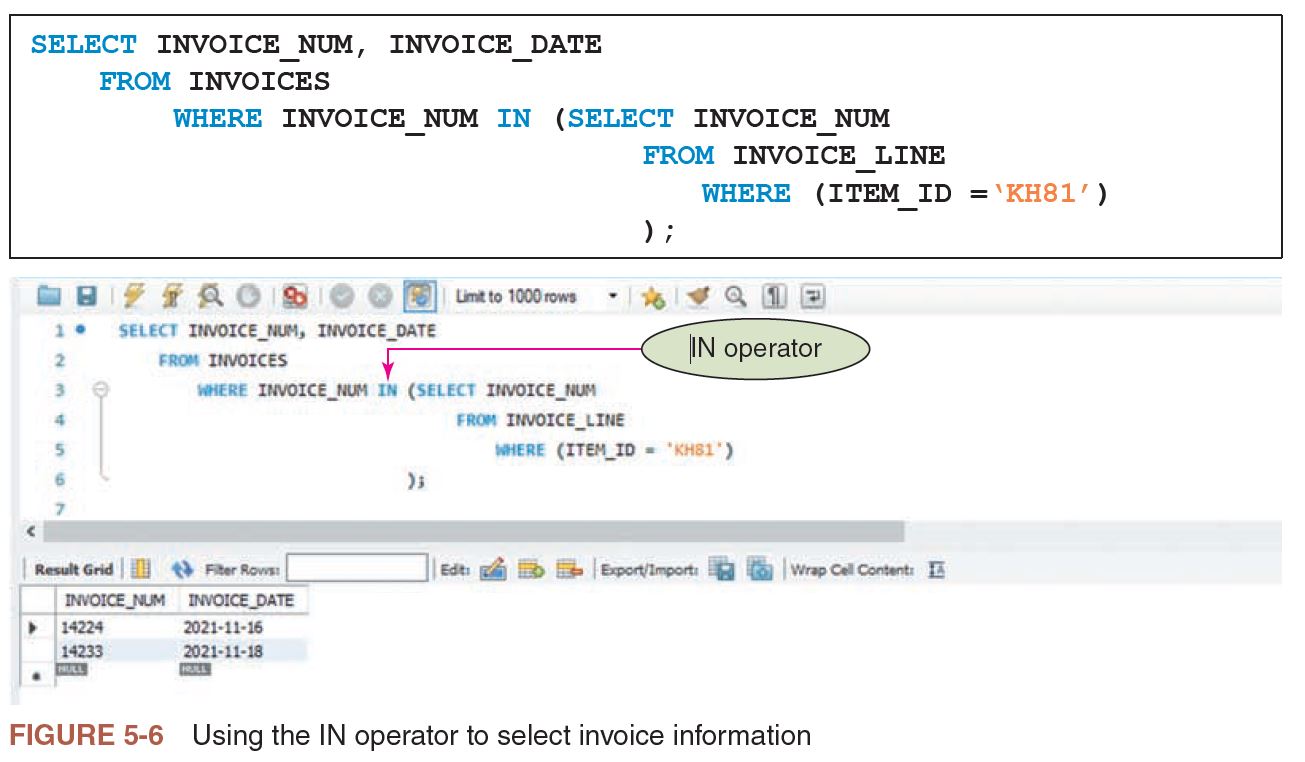 SELECT INVOICE_NUM, INVOICE_DATE
FROM INVOICES
WHERE INVOICE_NUM IN (SELECT INVOICE_NUM
FROM INVOICE_LINE
WHERE (ITEM_ID =‘KH81’)
);
Limit to 1000 rows
1 SELECT INVOICE_NUM, INVOICE_DATE
IN operator
2 FROM INVOICES
3 WHERE INVOICE_NUM IN (SELECT INVOICE_NUM
4 FROM INVOICE_LINE
5 WHERE (ITEM_ID = 'KH81')
6 );
7
Result Grid Filter Rows: Edit: Export/Import: Wrap Cell Content: IA
INVOICE_NUM INVOICE_DATE
14224 2021-11-16
14233 2021-11-18
NULL NULL
FIGURE 5-6 Using the IN operator to select invoice information